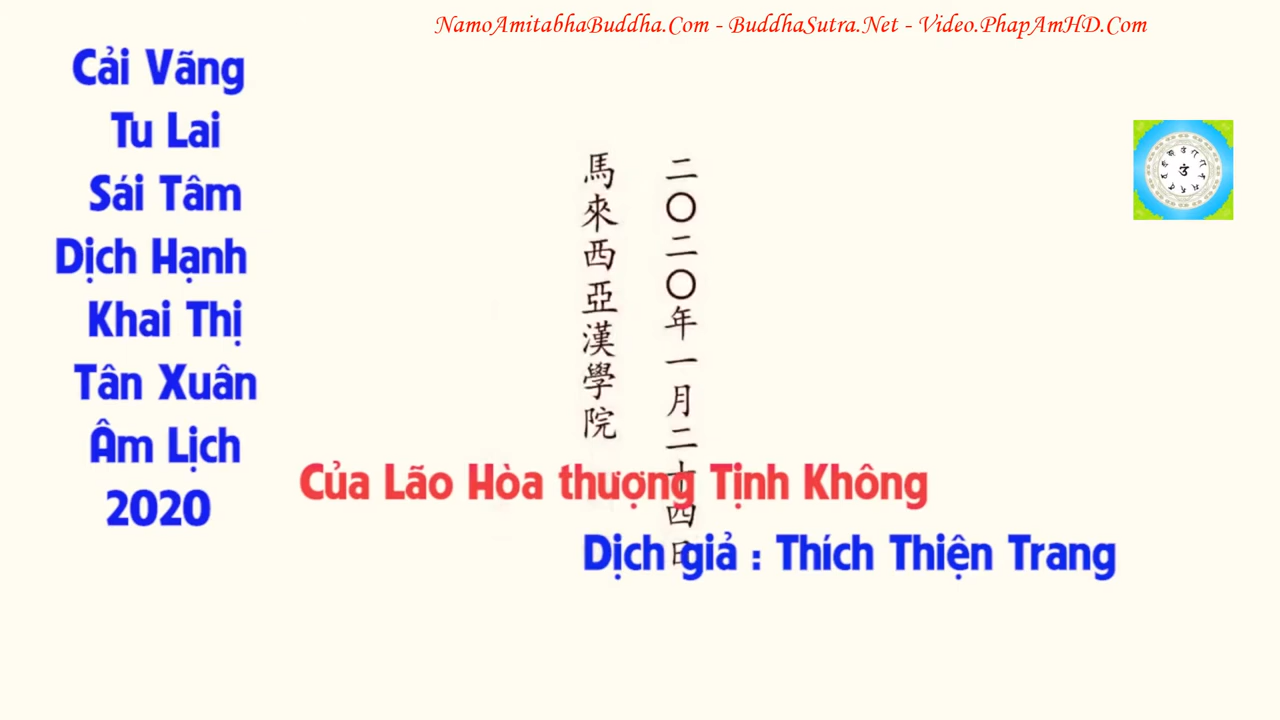 NamoAmitabhaBuddha.Com - BuddhaSutra.Net - Video.PhapAmHD.Com
Cải Vãng
Tu Lai
Sái Tâm
Dịch Hạnh
Khai Thị
Tân Xuân
Âm Lịch
2020
二〇二〇年一月二十四日
馬來西亞漢學院
Của Lão Hòa thượng Tịnh Không
Dịch giả : Thích Thiện Trang